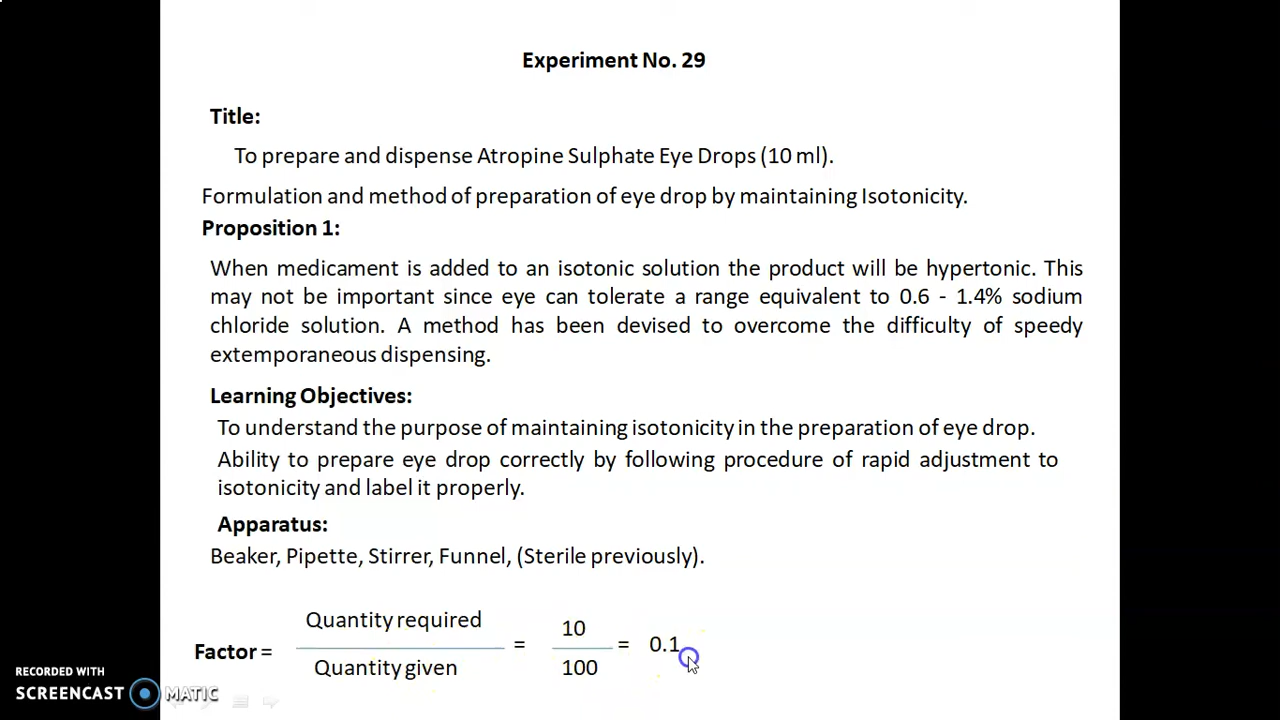 Experiment No. 29
Title:
To prepare and dispense Atropine Sulphate Eye Drops (10 ml).
Formulation and method of preparation of eye drop by maintaining Isotonicity.
Proposition 1:
When medicament is added to an isotonic solution the product will be hypertonic. This
may not be important since eye can tolerate a range equivalent to 0.6 - 1.4% sodium
chloride solution. A method has been devised to overcome the difficulty of speedy
extemporaneous dispensing.
Learning Objectives:
To understand the purpose of maintaining isotonicity in the preparation of eye drop.
Ability to prepare eye drop correctly by following procedure of rapid adjustment to
isotonicity and label it properly.
Apparatus:
Beaker, Pipette, Stirrer, Funnel, (Sterile previously).
Quantity required 10
Factor = = = 0.1
Quantity given 100
RECORDED WITH
SCREENCAST MATIC